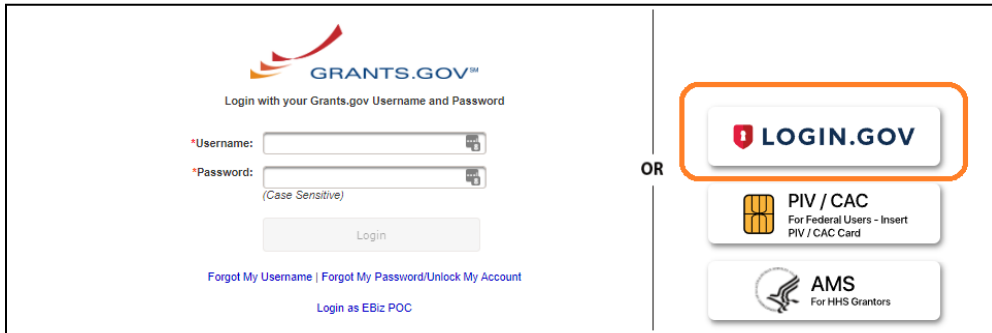 GRANTS.GOV℠
Login with your Grants.gov Username and Password
*Username:
*Password:
(Case Sensitive)
Login
Forgot My Username | Forgot My Password/Unlock My Account
Login as EBiz POC
OR
LOGIN.GOV
PIV / CAC
For Federal Users - Insert
PIV / CAC Card
AMS
For HHS Grantors